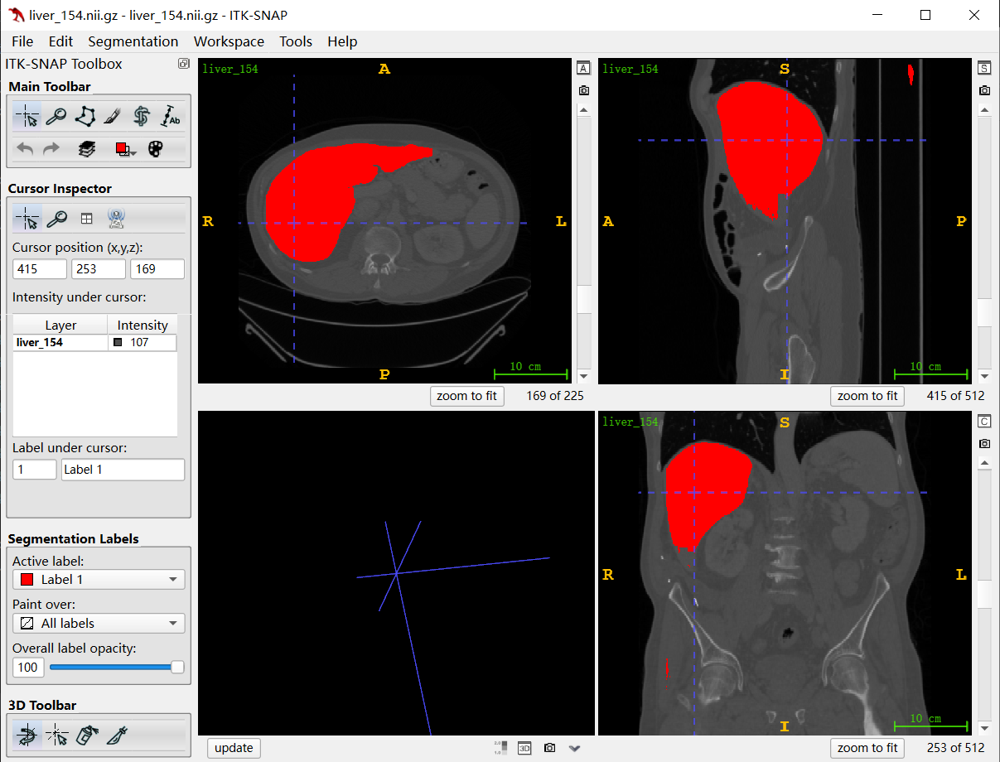 liver_154.nii.gz - liver_154.nii.gz - ITK-SNAP
File Edit Segmentation Workspace Tools Help
ITK-SNAP Toolbox
Main Toolbar
Ab
Cursor Inspector
Cursor position (x,y,z):
415 253 169
Intensity under cursor:
Layer Intensity
liver_154 107
Label under cursor:
1 Label 1
Segmentation Labels
Active label:
Label 1
Paint over:
All labels
Overall label opacity:
100
3D Toolbar
liver_154
A
R
L
P
10 cm
A
zoom to fit 169 of 225
liver_154
S
A
P
I
10 cm
S
zoom to fit 415 of 512
update
3D
liver_154
S
R
L
I
10 cm
C
zoom to fit 253 of 512